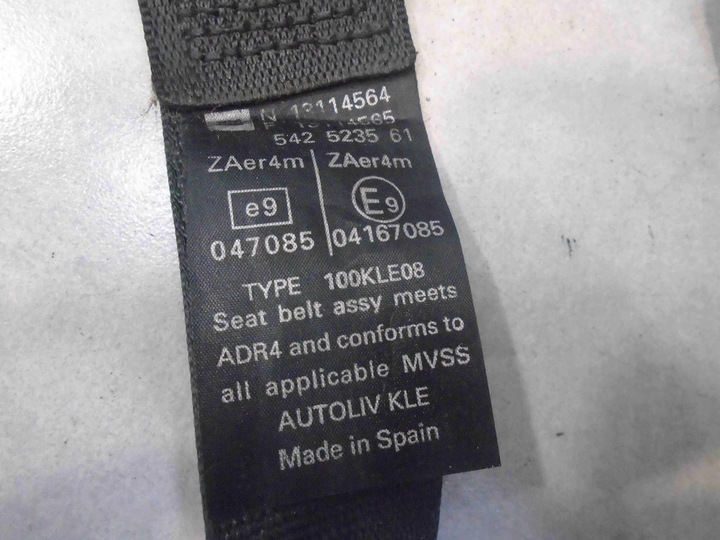 N 13114564
542 5235 61
ZAer4m ZAer4m
e9 E9
047085 04167085
TYPE 100KLE08
Seat belt assy meets
ADR4 and conforms to
all applicable MVSS
AUTOLIV KLE
Made in Spain